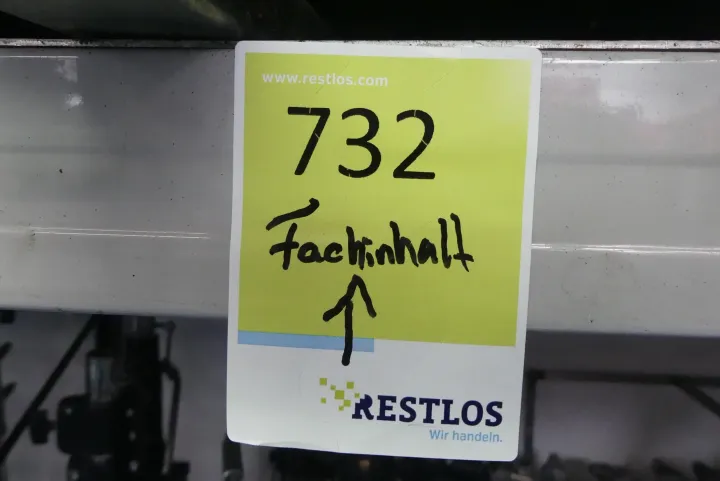 www.restlos.com
732
Fachinhalt
RESTLOS
Wir handeln.